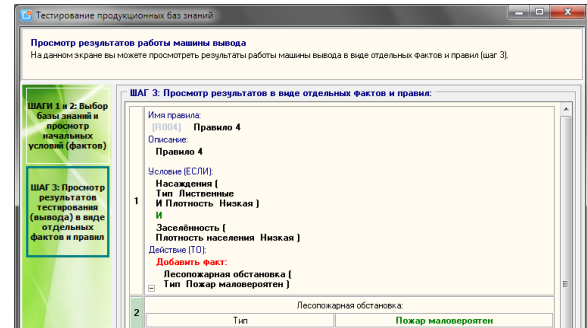 Тестирование продукционных баз знаний
Просмотр результатов работы машины вывода
На данном экране вы можете просмотреть результаты работы машины вывода в виде отдельных фактов и правил (шаг 3).
ШАГИ 1 и 2: Выбор
базы знаний и
просмотр
начальных
условий (фактов)
ШАГ 3: Просмотр
результатов
тестирования
(вывода) в виде
отдельных
фактов и правил
ШАГ 3: Просмотр результатов в виде отдельных фактов и правил:
1
Имя правила:
[R004] Правило 4
Описание:
Правило 4
Условие (ЕСЛИ):
Насаждения (
Тип Лиственные
И Плотность Низкая )
И
Заселённость (
Плотность населения Низкая )
Действие (ТО):
Добавить факт:
Лесопожарная обстановка (
Тип Пожар маловероятен )
2
Лесопожарная обстановка:
Тип Пожар маловероятен